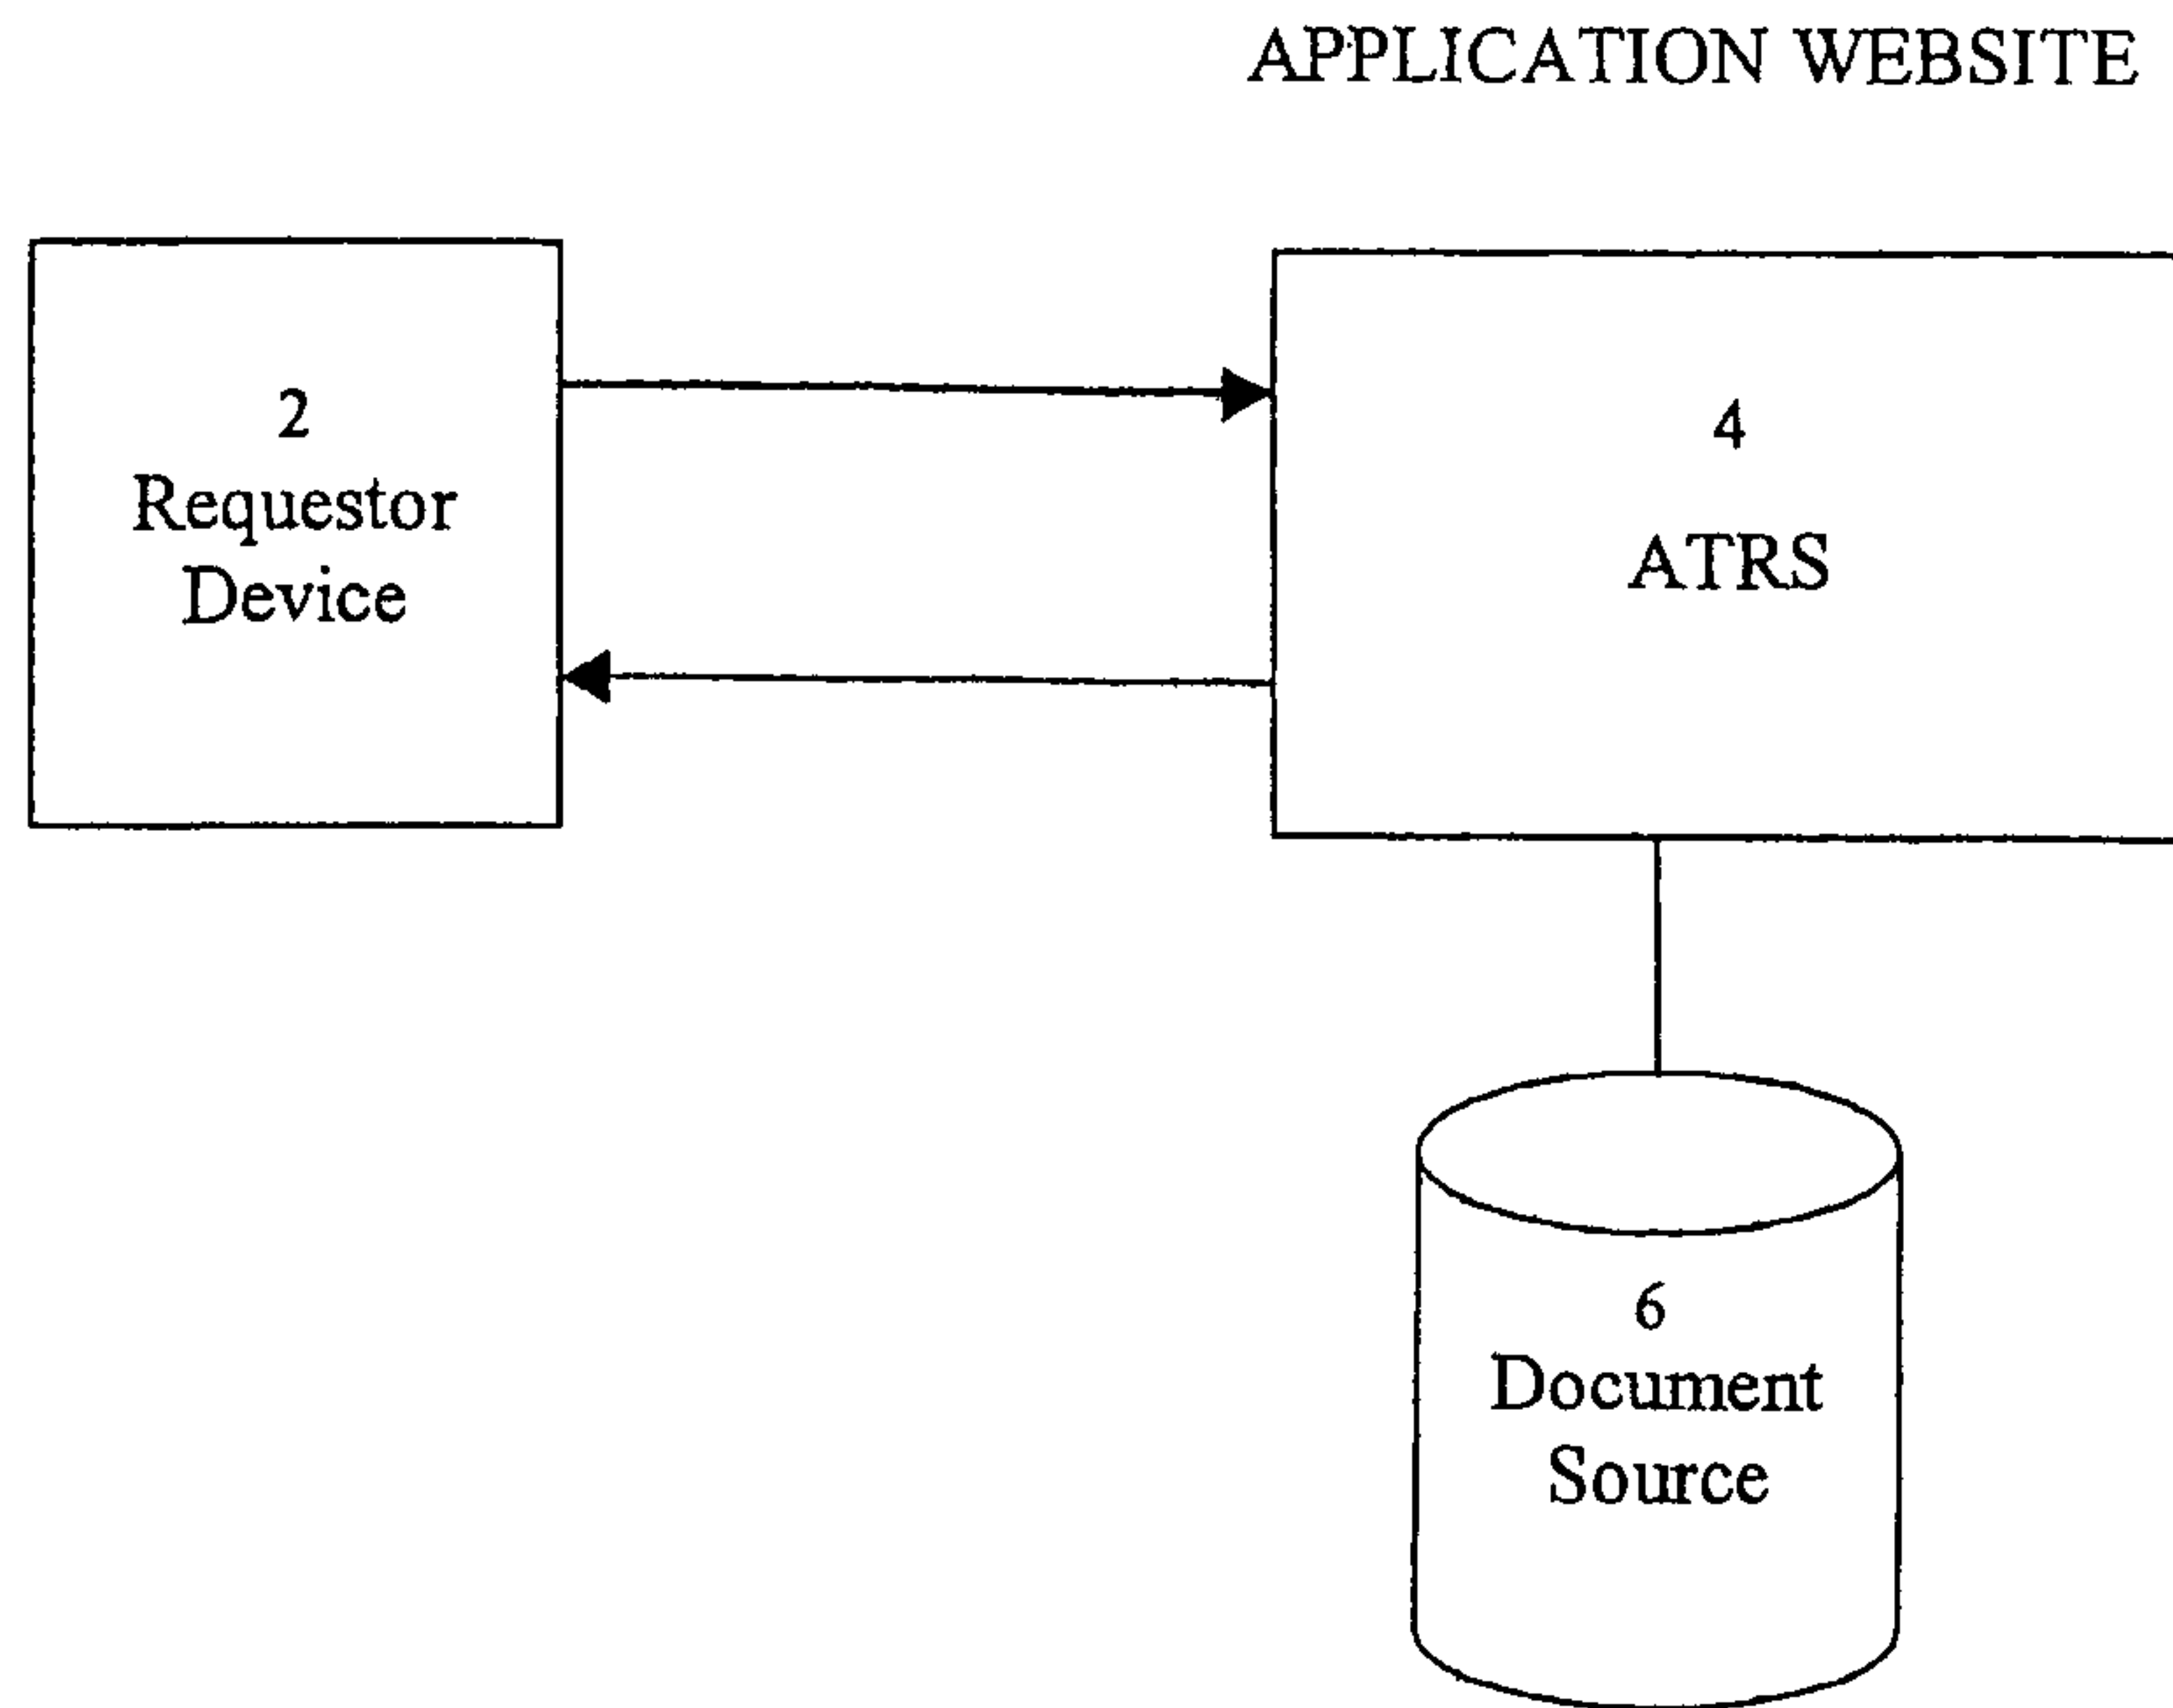 APPLICATION WEBSITE
2
Requestor
Device
4
ATRS
6
Document
Source